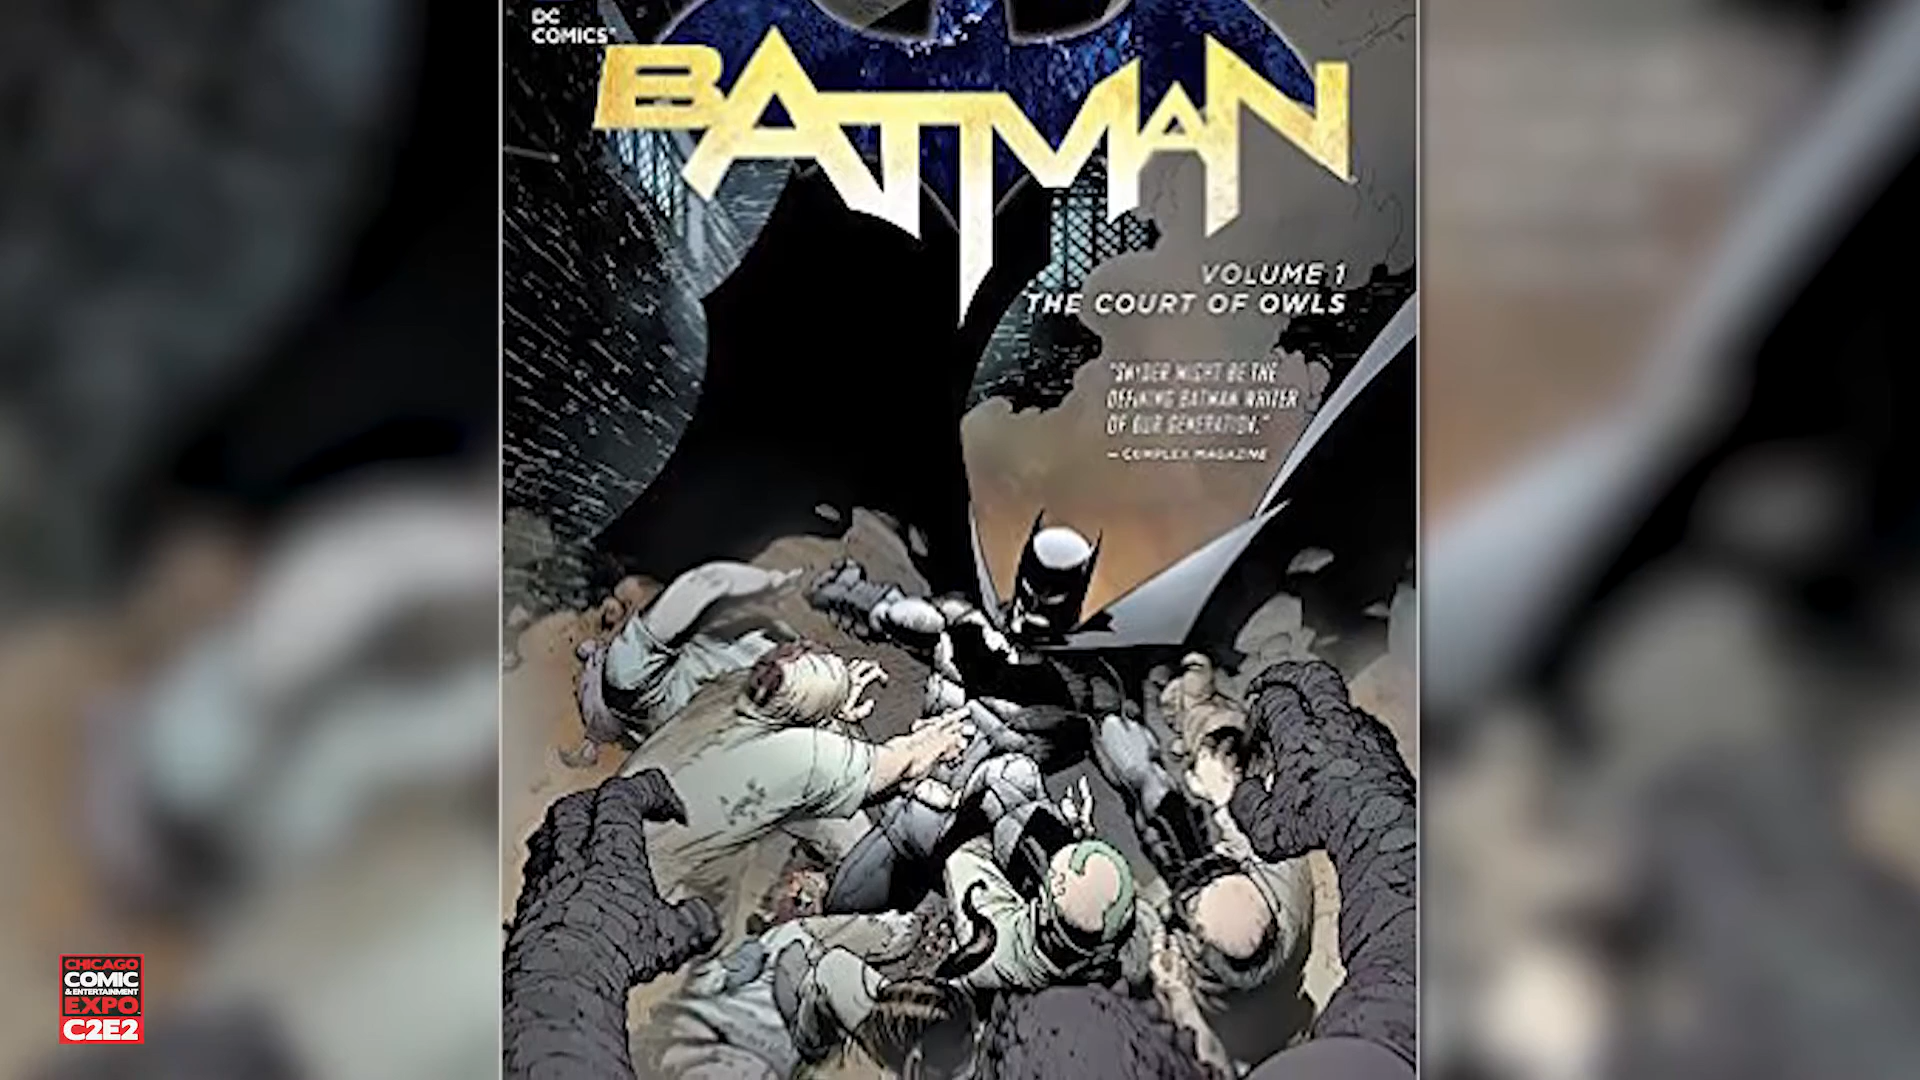 DC
COMICS™
BATMAN
VOLUME 1
THE COURT OF OWLS
"SNYDER MIGHT BE THE
DEFINING BATMAN WRITER
OF OUR GENERATION."
— COMPLEX MAGAZINE
CHICAGO
COMIC
& ENTERTAINMENT
EXPO
C2E2